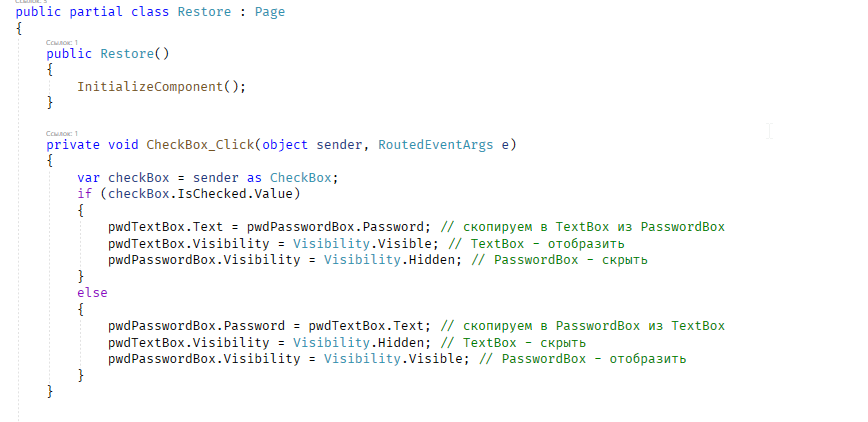 Ссылок: 3
public partial class Restore : Page
{
Ссылок: 1
public Restore()
{
InitializeComponent();
}
Ссылок: 1
private void CheckBox_Click(object sender, RoutedEventArgs e)
{
var checkBox = sender as CheckBox;
if (checkBox.IsChecked.Value)
{
pwdTextBox.Text = pwdPasswordBox.Password; // скопируем в TextBox из PasswordBox
pwdTextBox.Visibility = Visibility.Visible; // TextBox - отобразить
pwdPasswordBox.Visibility = Visibility.Hidden; // PasswordBox - скрыть
}
else
{
pwdPasswordBox.Password = pwdTextBox.Text; // скопируем в PasswordBox из TextBox
pwdTextBox.Visibility = Visibility.Hidden; // TextBox - скрыть
pwdPasswordBox.Visibility = Visibility.Visible; // PasswordBox - отобразить
}
}